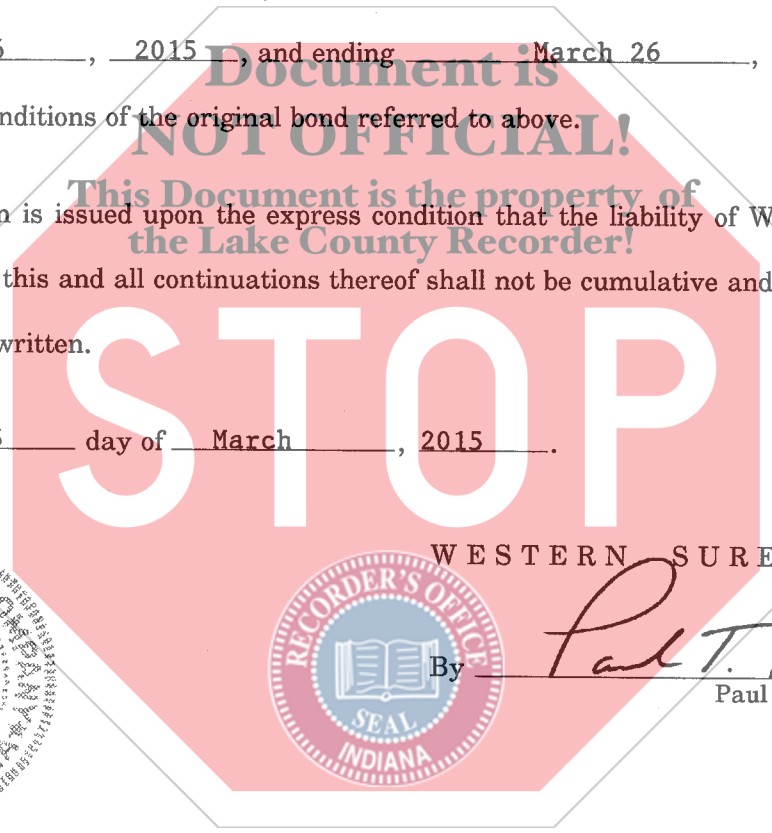 , 2015, and ending March 26,
Document is
nditions of the original bond referred to above.
NOT OFFICIAL!
This Document is the property of
n is issued upon the express condition that the liability of W
the Lake County Recorder!
this and all continuations thereof shall not be cumulative and
written.
STOP
day of March, 2015.
WESTERN SURE
RECORDER'S OFFICE
SEAL
INDIANA
By Paul T.
Paul